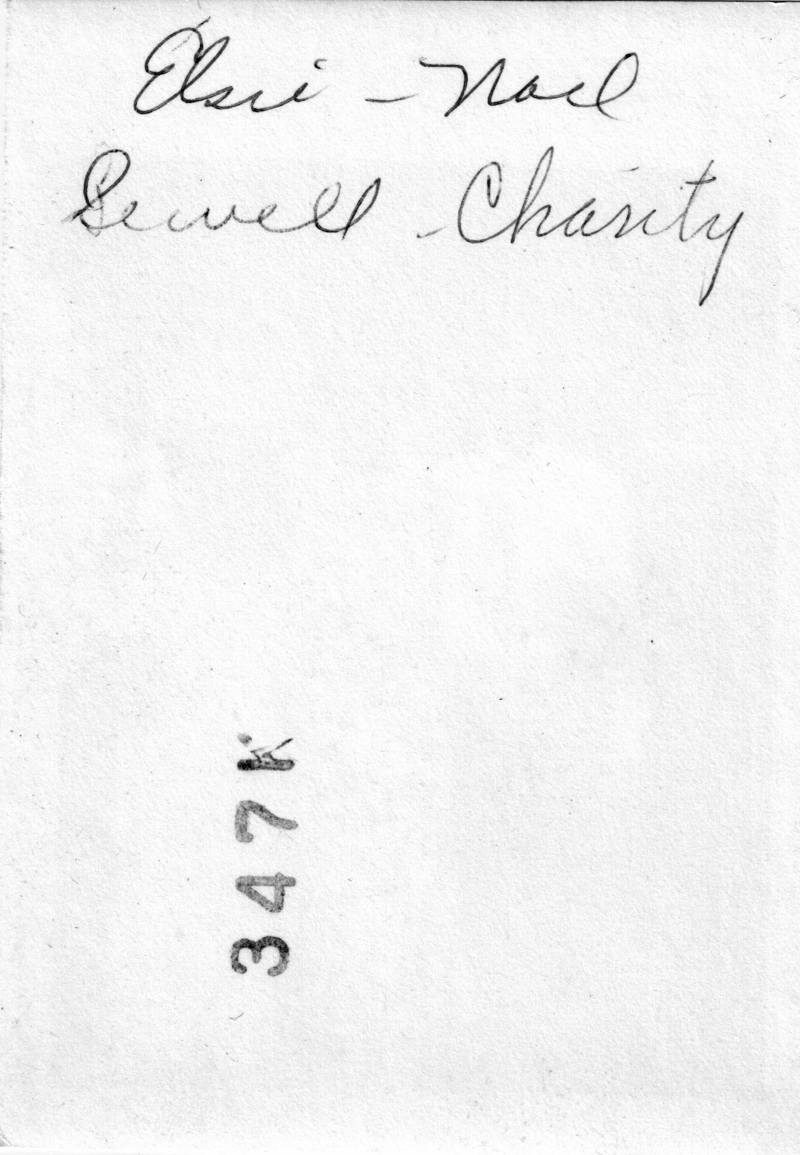 Elsie - Noel
Sewell - Charity
347K